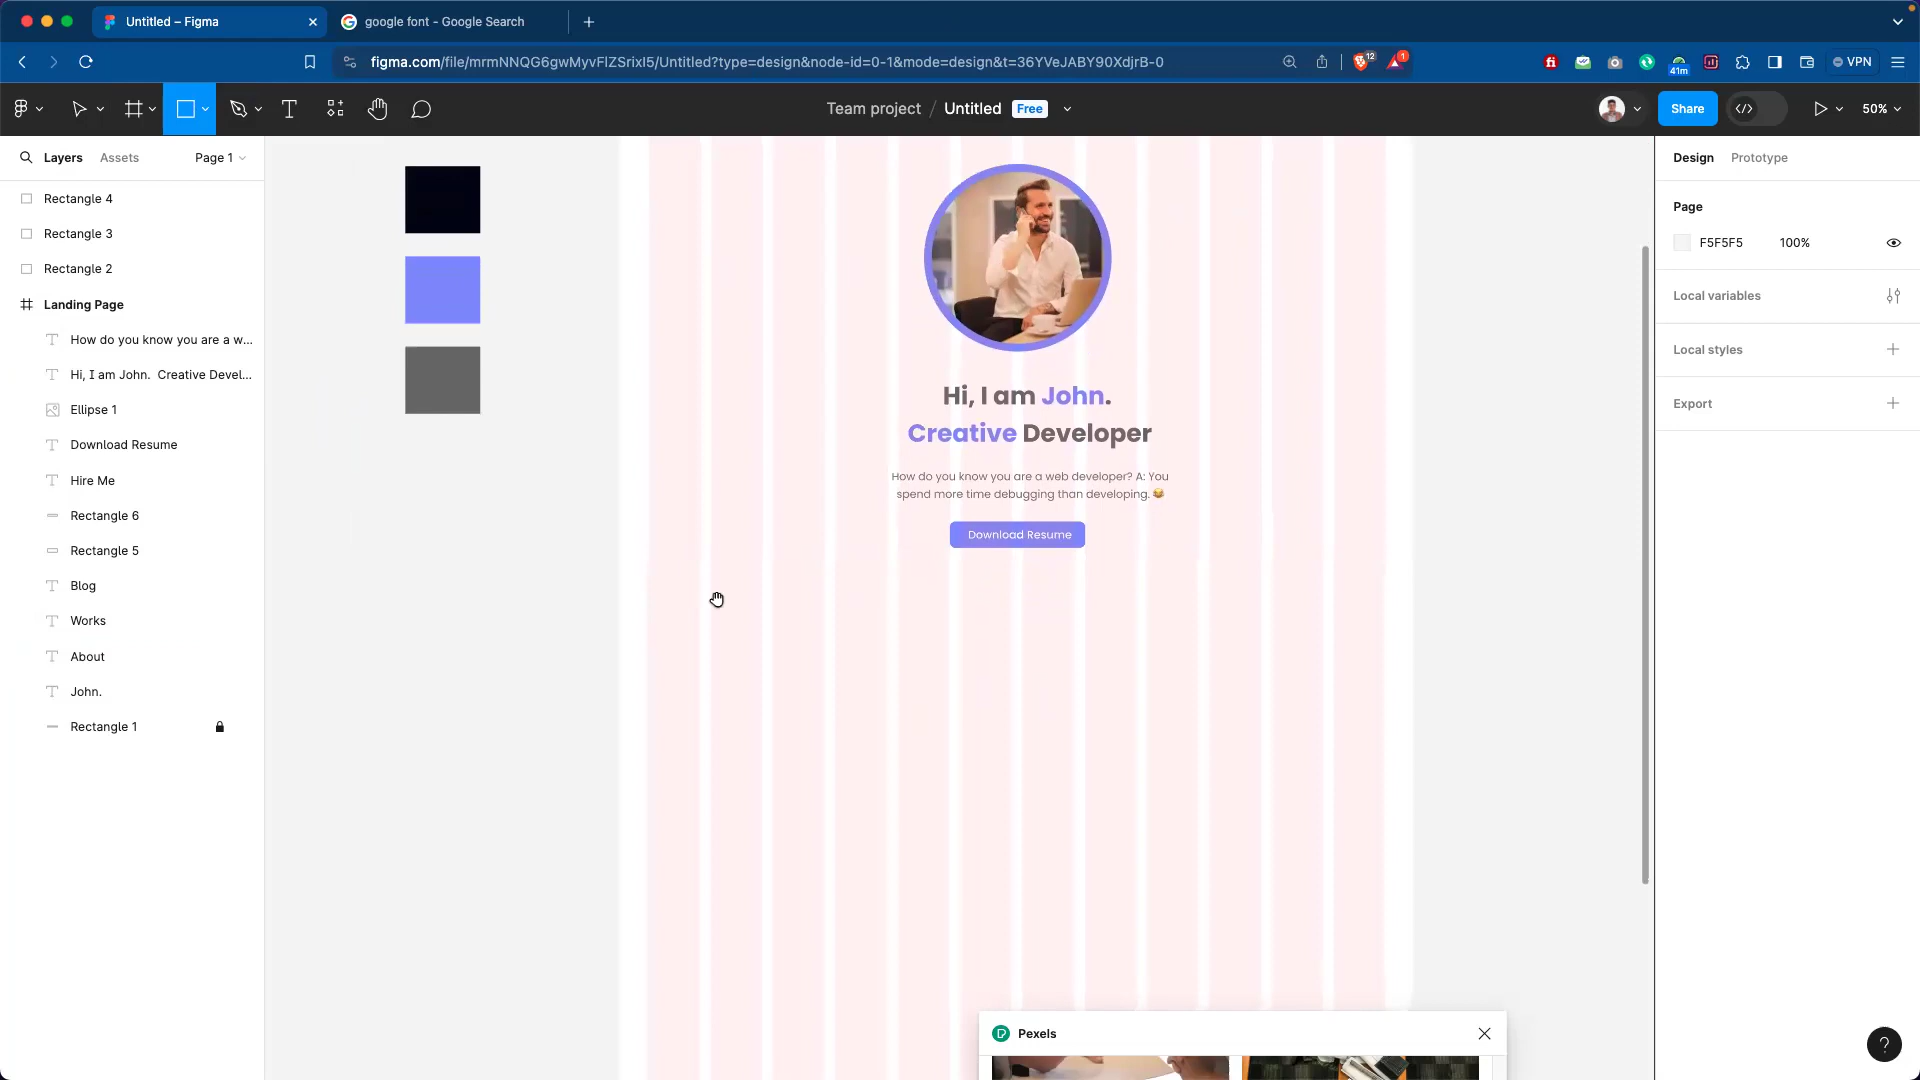 Untitled – Figma
google font - Google Search
figma.com/file/mrmNNQG6gwMyvFlZSrixI5/Untitled?type=design&node-id=0-1&mode=design&t=36YVeJABY90XdjrB-0
12
1
fi
41m
VPN
Team project / Untitled Free
Share
50%
Layers Assets Page 1
Rectangle 4
Rectangle 3
Rectangle 2
Landing Page
How do you know you are a w...
Hi, I am John. Creative Devel...
Ellipse 1
Download Resume
Hire Me
Rectangle 6
Rectangle 5
Blog
Works
About
John.
Rectangle 1
Hi, I am John.
Creative Developer
How do you know you are a web developer? A: You
spend more time debugging than developing. 😂
Download Resume
Pexels
Design Prototype
Page
F5F5F5 100%
Local variables
Local styles
Export
?